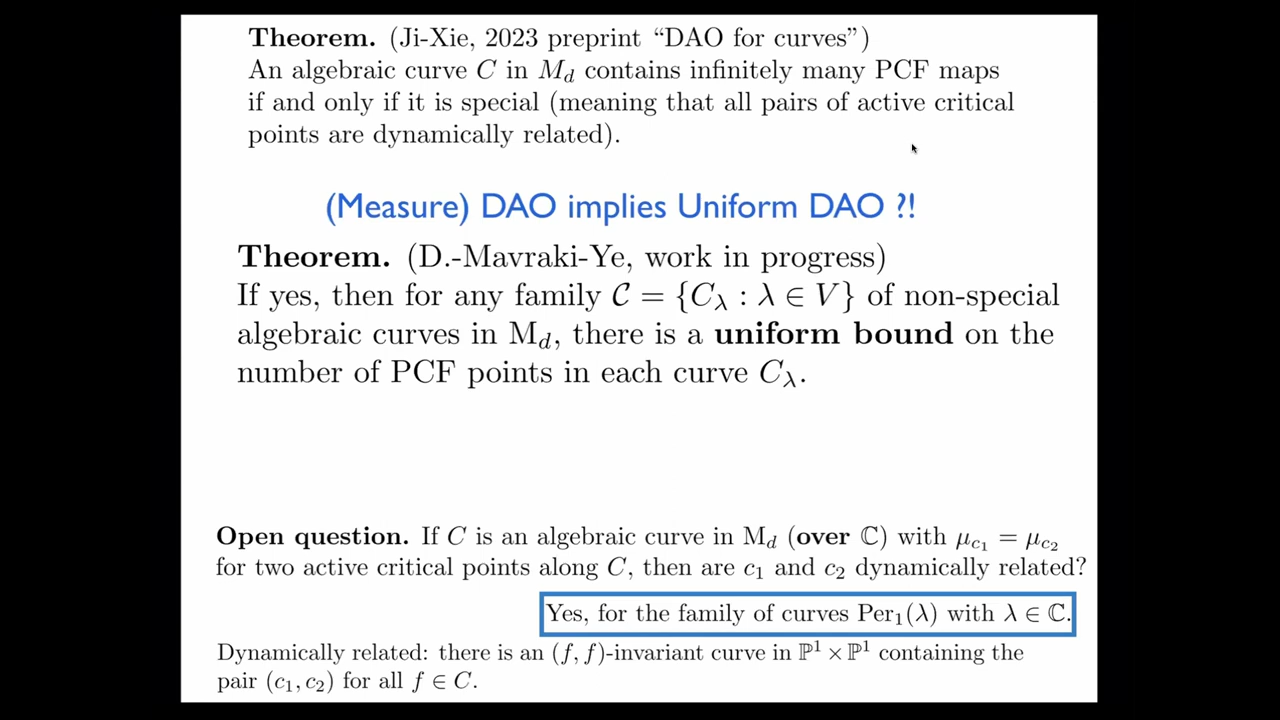 Theorem. (Ji-Xie, 2023 preprint “DAO for curves”)
An algebraic curve C in M_d contains infinitely many PCF maps
if and only if it is special (meaning that all pairs of active critical
points are dynamically related).
(Measure) DAO implies Uniform DAO ?!
Theorem. (D.-Mavraki-Ye, work in progress)
If yes, then for any family 𝒞 = {C_λ : λ ∈ V} of non-special
algebraic curves in M_d, there is a uniform bound on the
number of PCF points in each curve C_λ.
Open question. If C is an algebraic curve in M_d (over ℂ) with μ_{c_1} = μ_{c_2}
for two active critical points along C, then are c_1 and c_2 dynamically related?
Yes, for the family of curves Per_1(λ) with λ ∈ ℂ.
Dynamically related: there is an (f, f)-invariant curve in ℙ^1 × ℙ^1 containing the
pair (c_1, c_2) for all f ∈ C.